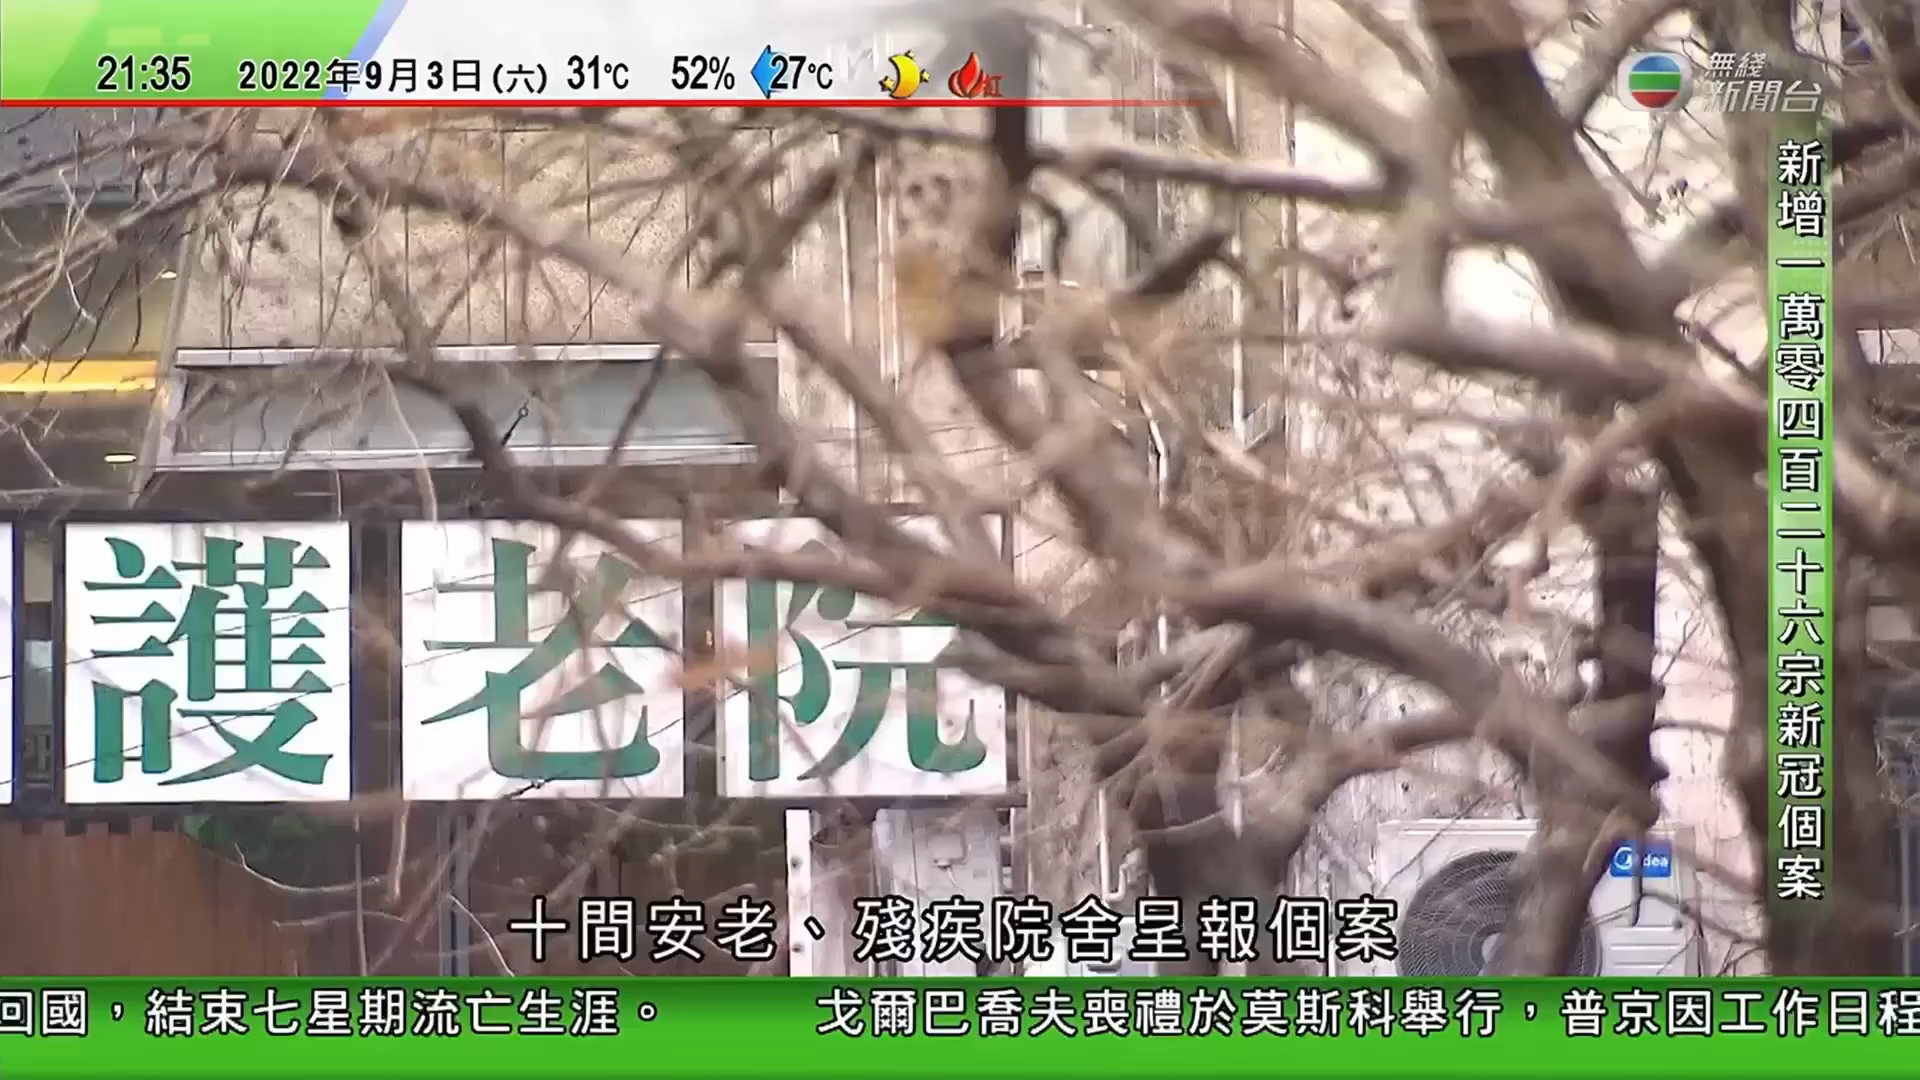 21:35 2022年9月3日(六) 31℃ 52% 27℃ 紅
無綫
新聞台
新增一萬零四百二十六宗新冠個案
護老院
Midea
十間安老、殘疾院舍呈報個案
回國，結束七星期流亡生涯。 戈爾巴喬夫喪禮於莫斯科舉行，普京因工作日程